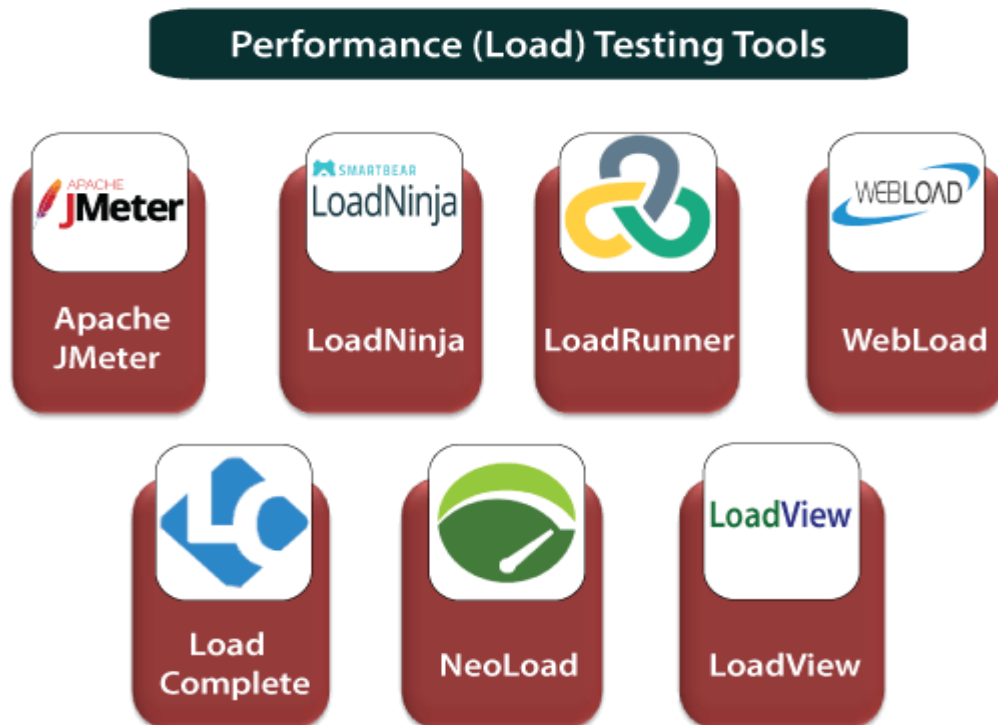 Performance (Load) Testing Tools
APACHE
JMeter
Apache
JMeter
SMARTBEAR
LoadNinja
LoadNinja
LoadRunner
WEBLOAD
WebLoad
LC
Load
Complete
NeoLoad
LoadView
LoadView